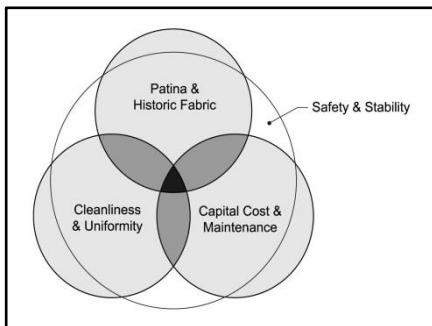 Patina &
Historic Fabric
Safety & Stability
Cleanliness
& Uniformity
Capital Cost &
Maintenance